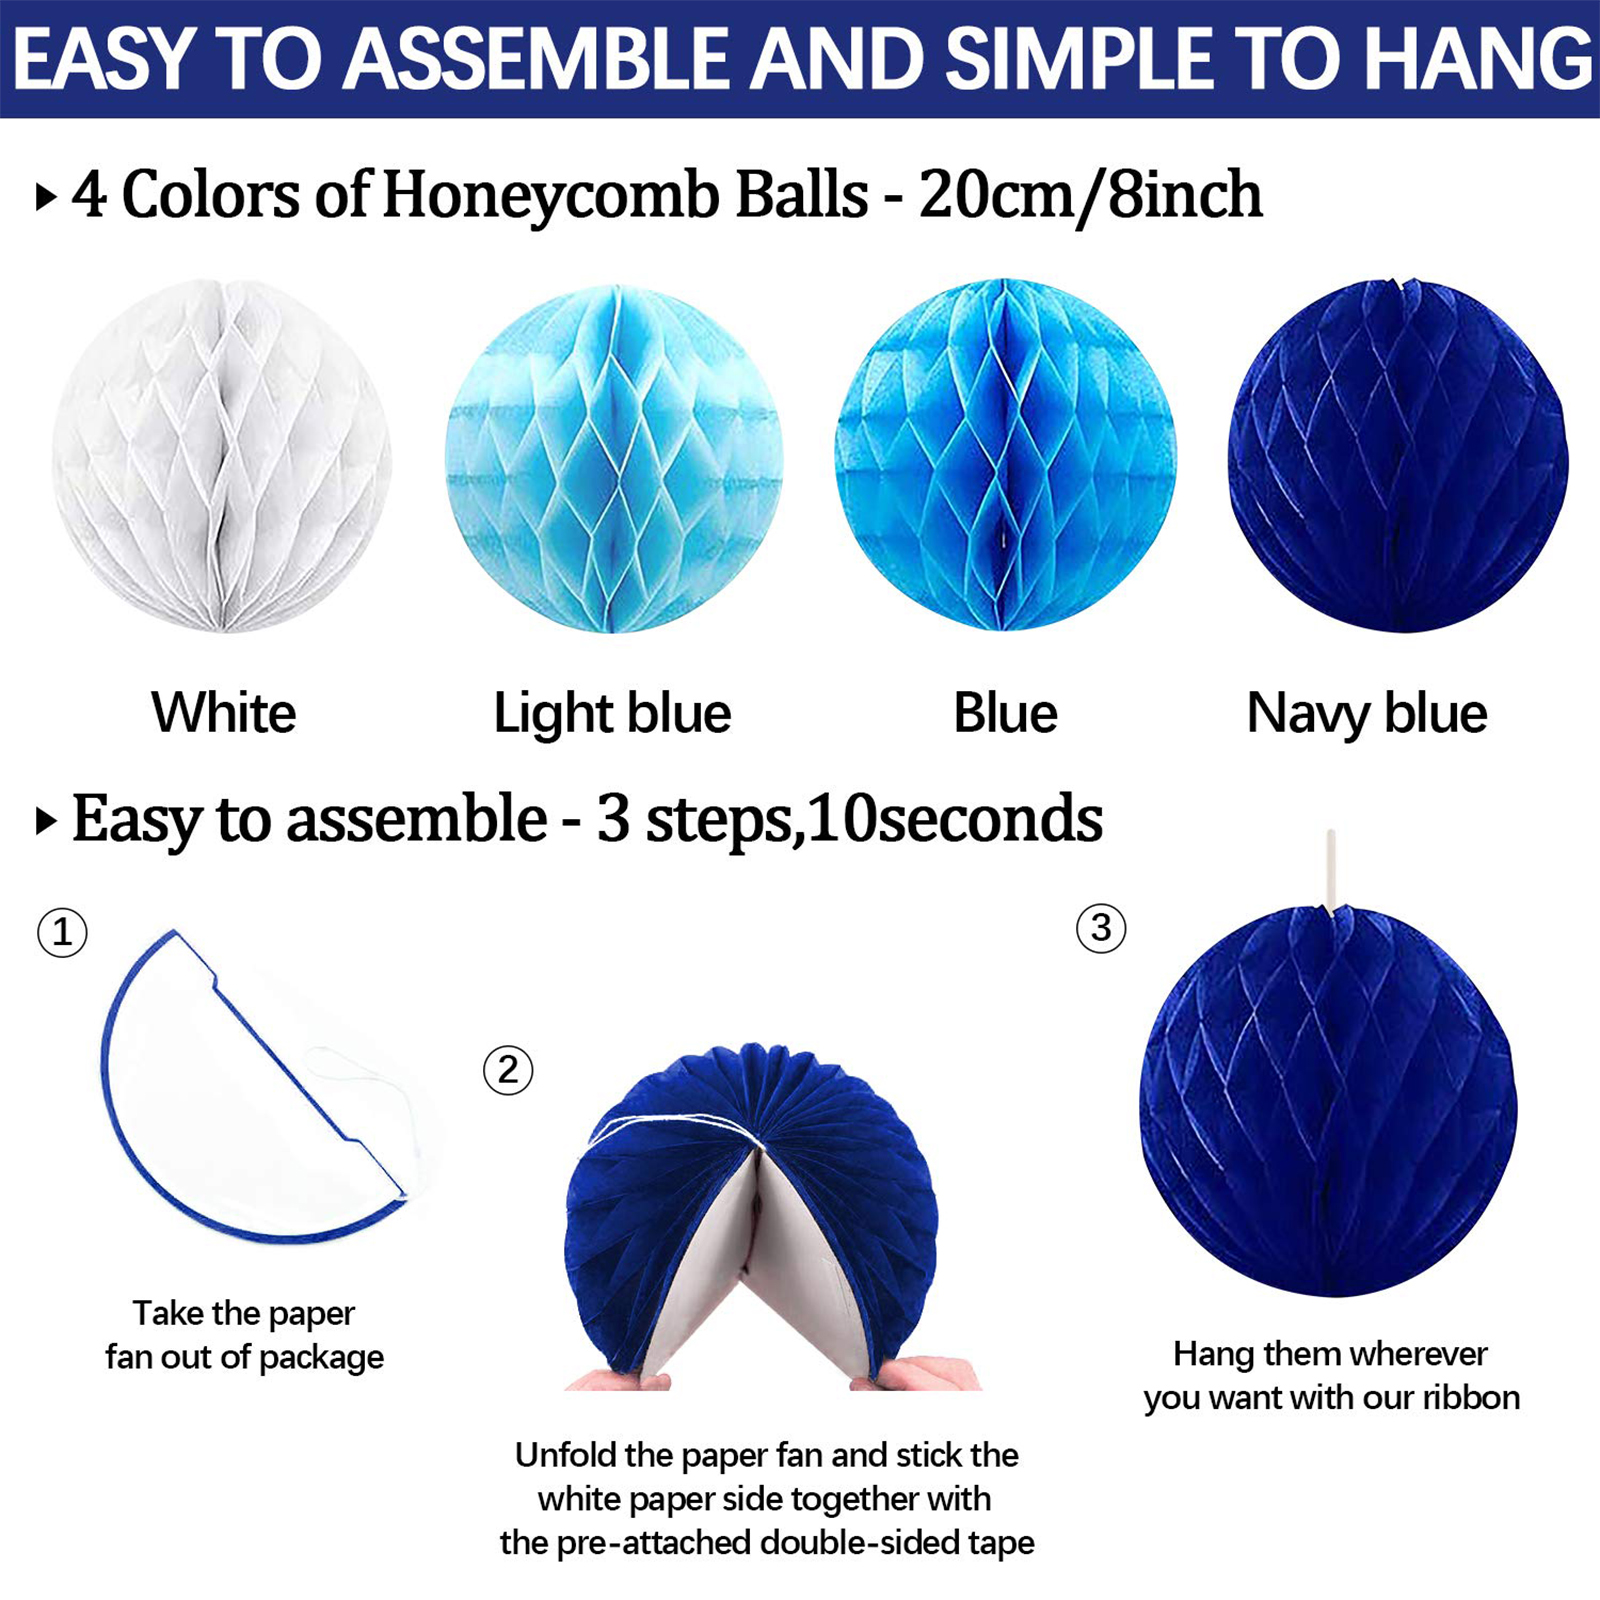 EASY TO ASSEMBLE AND SIMPLE TO HANG
4 Colors of Honeycomb Balls - 20cm/8inch
White
Light blue
Blue
Navy blue
Easy to assemble - 3 steps,10seconds
1
Take the paper
fan out of package
2
Unfold the paper fan and stick the
white paper side together with
the pre-attached double-sided tape
3
Hang them wherever
you want with our ribbon